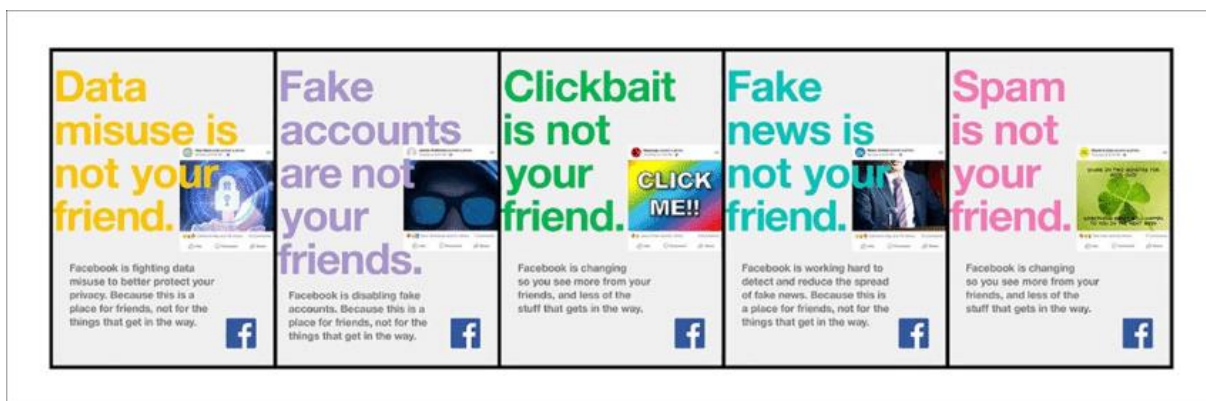 Data
misuse is
not your
friend.
Facebook is fighting data
misuse to better protect your
privacy. Because this is a
place for friends, not for the
things that get in the way.
f
Fake
accounts
are not
your
friends.
Facebook is disabling fake
accounts. Because this is a
place for friends, not for the
things that get in the way.
f
Clickbait
is not
your
friend.
CLICK
ME!!
Facebook is changing
so you see more from your
friends, and less of the
stuff that gets in the way.
f
Fake
news is
not your
friend.
Facebook is working hard to
detect and reduce the spread
of fake news. Because this is
a place for friends, not for the
things that get in the way.
f
Spam
is not
your
friend.
Facebook is changing
so you see more from your
friends, and less of the
stuff that gets in the way.
f